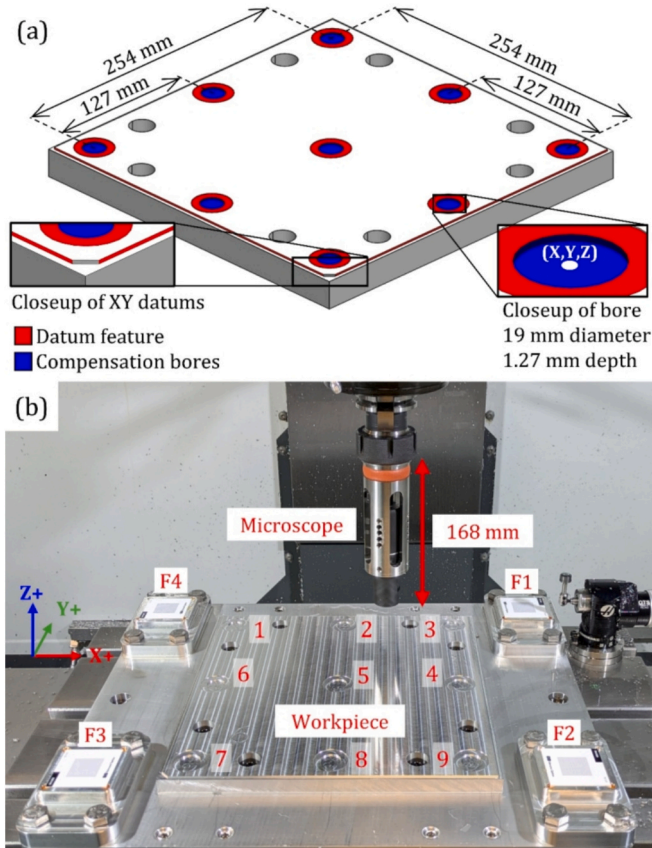 (a)
254 mm
127 mm
254 mm
127 mm
(X,Y,Z)
Closeup of XY datums
Datum feature
Compensation bores
Closeup of bore
19 mm diameter
1.27 mm depth
(b)
Microscope
168 mm
F4
F1
Z+
Y+
X+
1
2
3
6
5
4
Workpiece
F3
F2
7
8
9